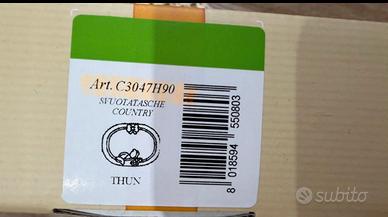 Art. C3047H90
SVUOTATASCHE
COUNTRY
THUN
8 018594 550803
subito